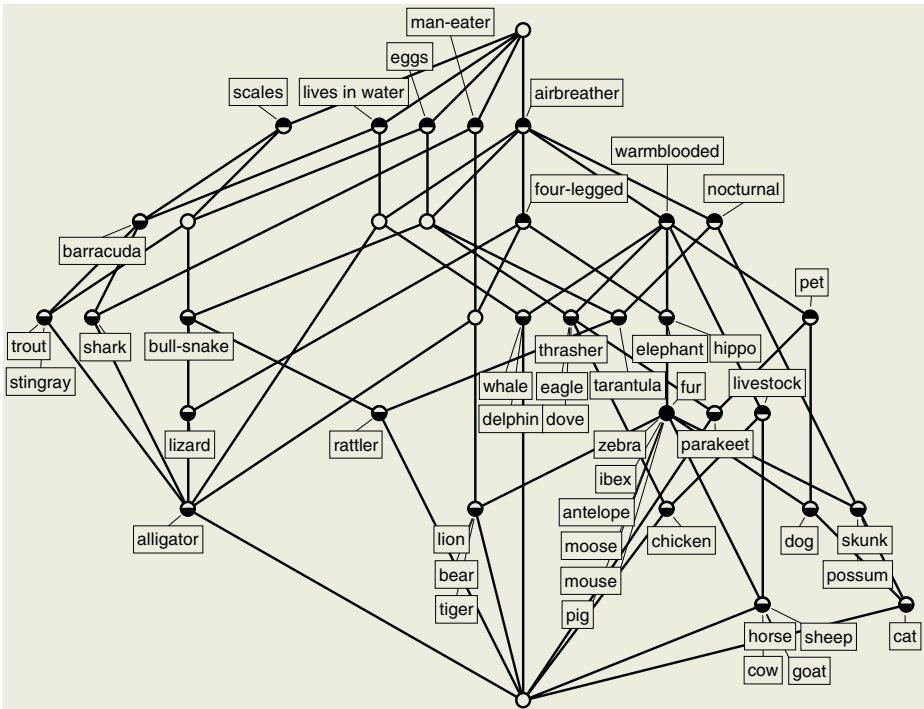 man-eater
eggs
scales
lives in water
airbreather
warmblooded
four-legged
nocturnal
barracuda
pet
trout
shark
bull-snake
thrasher
elephant
hippo
stingray
whale
eagle
tarantula
fur
livestock
delphin
dove
lizard
rattler
zebra
parakeet
ibex
antelope
alligator
lion
moose
chicken
dog
skunk
bear
mouse
possum
tiger
pig
horse
sheep
cat
cow
goat